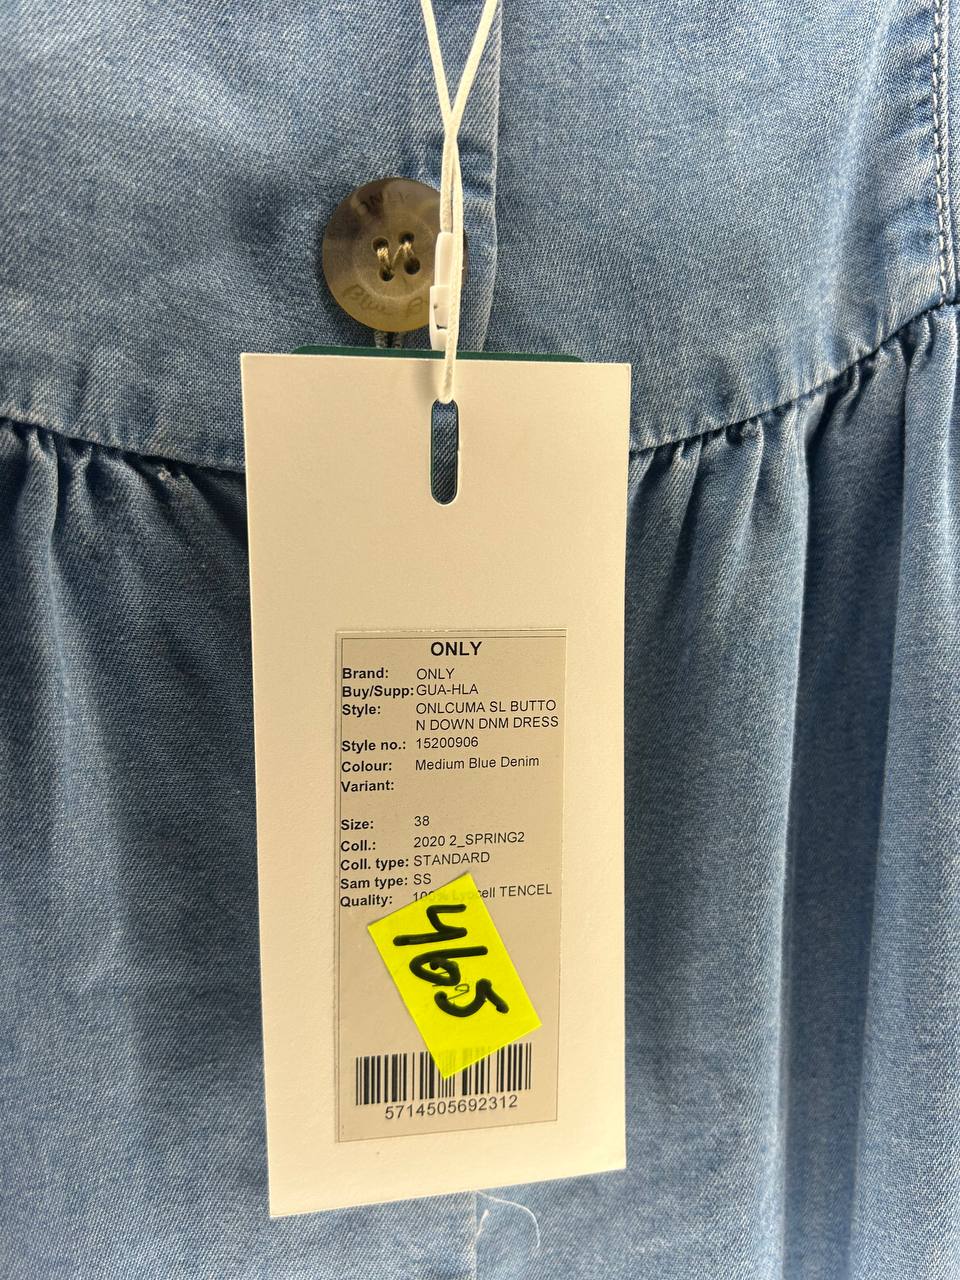 ONLY
Brand: ONLY
Buy/Supp: GUA-HLA
Style: ONLCUMA SL BUTTO
N DOWN DNM DRESS
Style no.: 15200906
Colour: Medium Blue Denim
Variant:
Size: 38
Coll.: 2020 2_SPRING2
Coll. type: STANDARD
Sam type: SS
Quality: 100% Lyocell TENCEL
465
5714505692312
Blue